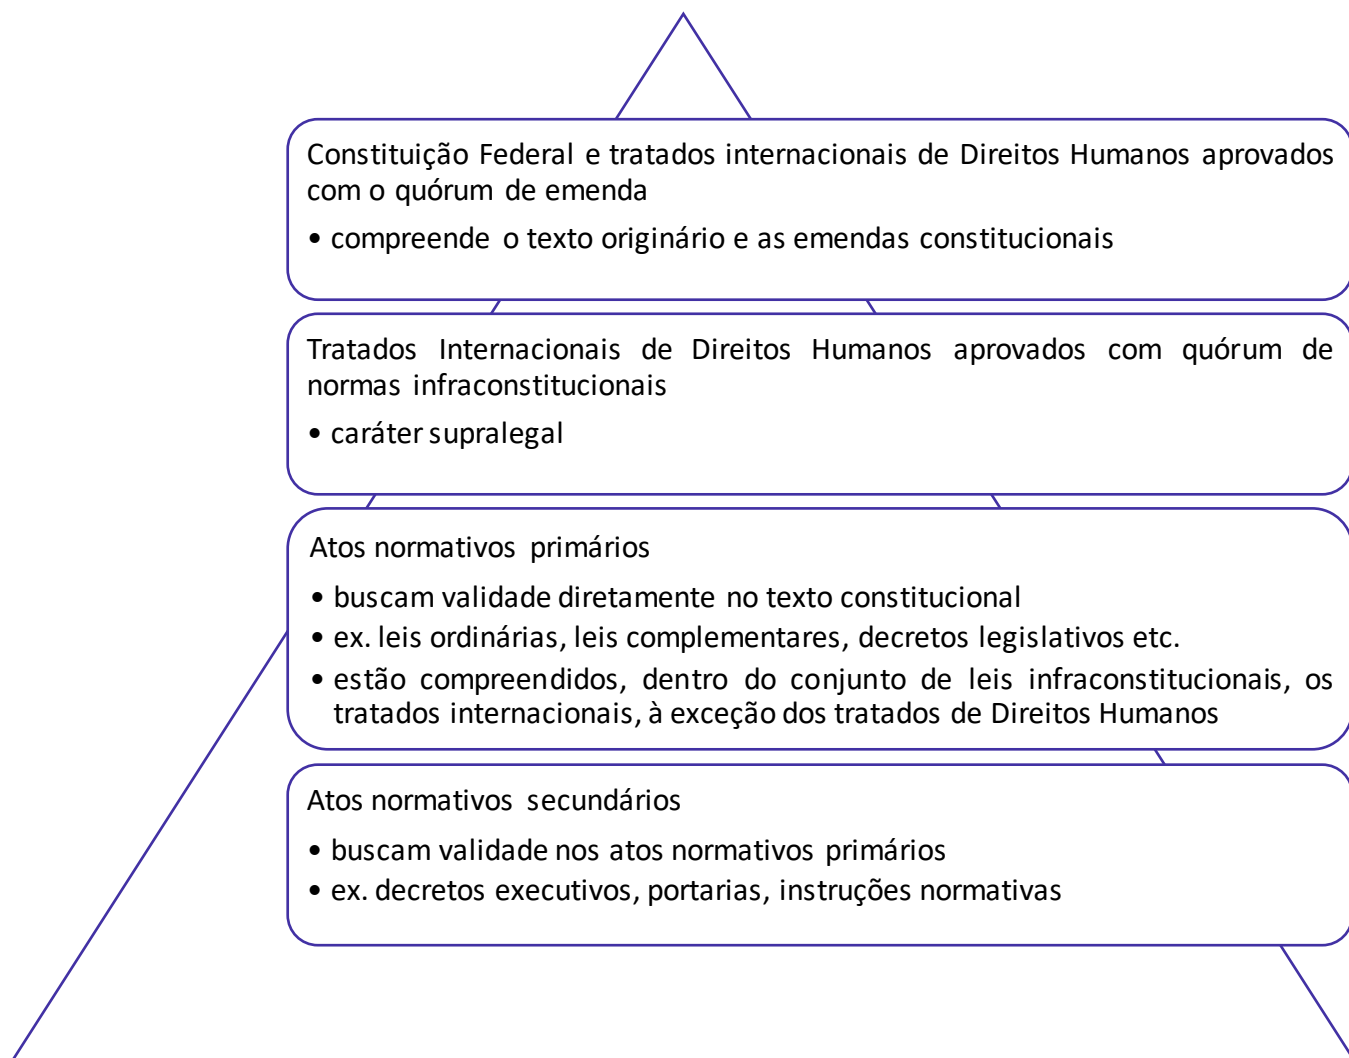 Constituição Federal e tratados internacionais de Direitos Humanos aprovados
com o quórum de emenda
• compreende o texto originário e as emendas constitucionais
Tratados Internacionais de Direitos Humanos aprovados com quórum de
normas infraconstitucionais
• caráter supralegal
Atos normativos primários
• buscam validade diretamente no texto constitucional
• ex. leis ordinárias, leis complementares, decretos legislativos etc.
• estão compreendidos, dentro do conjunto de leis infraconstitucionais, os
tratados internacionais, à exceção dos tratados de Direitos Humanos
Atos normativos secundários
• buscam validade nos atos normativos primários
• ex. decretos executivos, portarias, instruções normativas